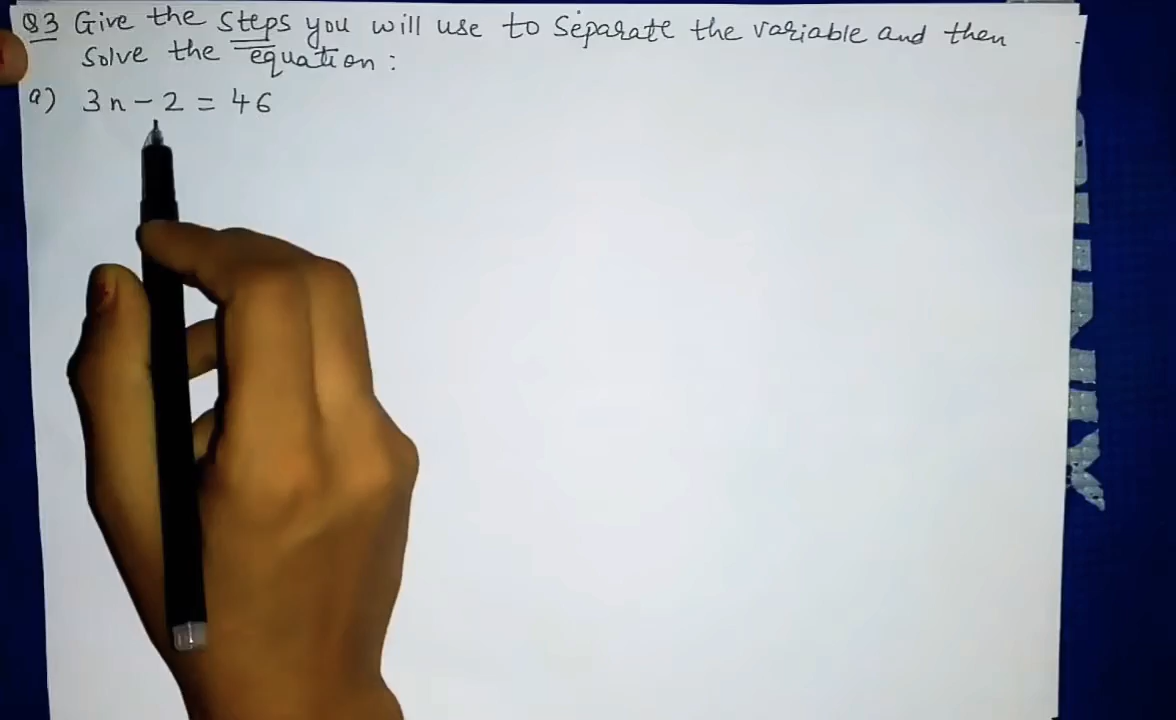 Q3 Give the steps you will use to Separate the variable and then
Solve the equation :
a) 3n - 2 = 46